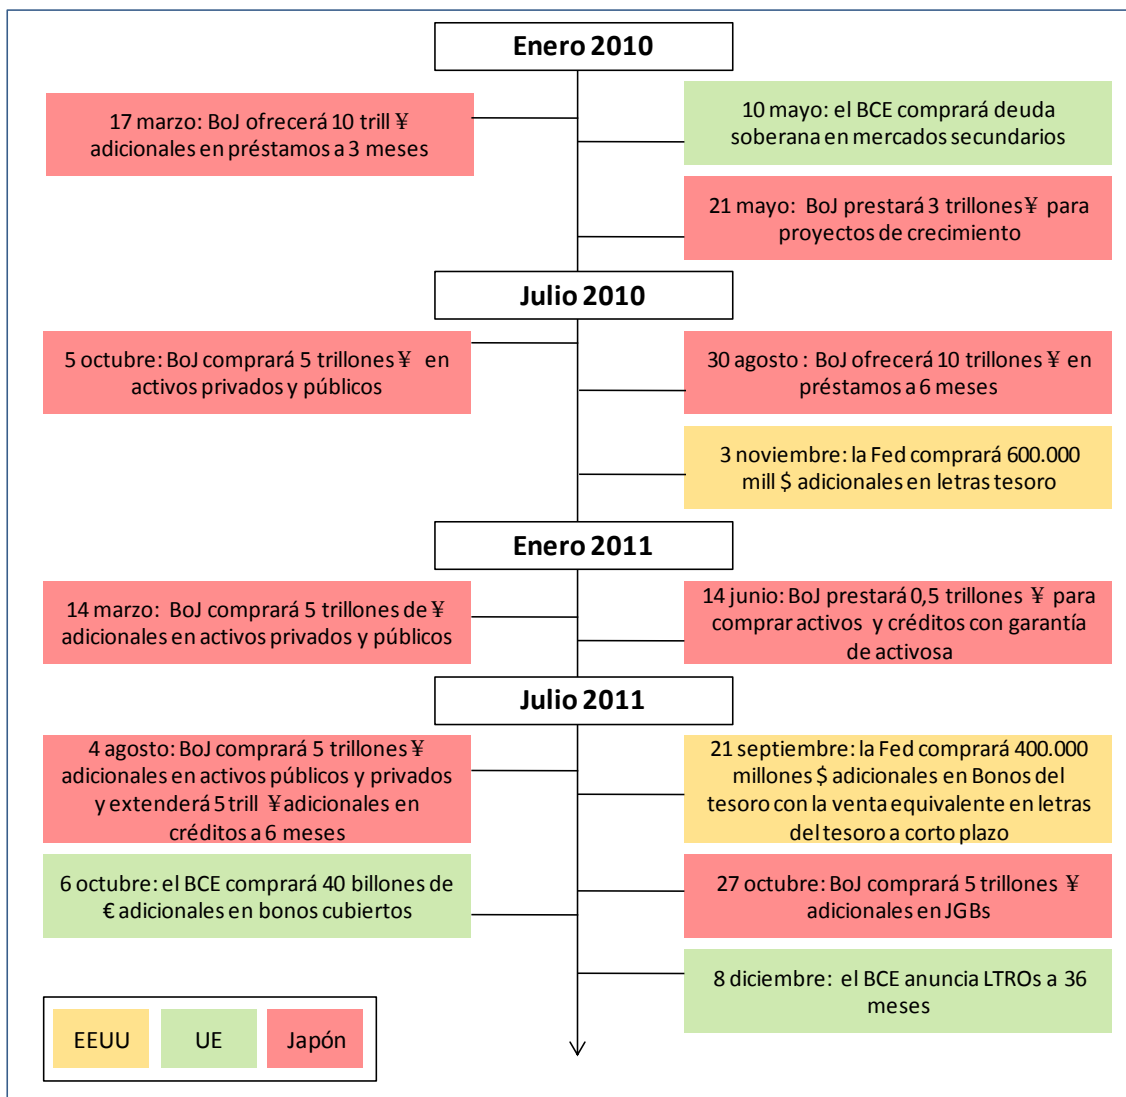 Enero 2010
17 marzo: BoJ ofrecerá 10 trill ¥
adicionales en préstamos a 3 meses
10 mayo: el BCE comprará deuda
soberana en mercados secundarios
21 mayo: BoJ prestará 3 trillones ¥ para
proyectos de crecimiento
Julio 2010
5 octubre: BoJ comprará 5 trillones ¥ en
activos privados y públicos
30 agosto : BoJ ofrecerá 10 trillones ¥ en
préstamos a 6 meses
3 noviembre: la Fed comprará 600.000
mill $ adicionales en letras tesoro
Enero 2011
14 marzo: BoJ comprará 5 trillones de ¥
adicionales en activos privados y públicos
14 junio: BoJ prestará 0,5 trillones ¥ para
comprar activos y créditos con garantía
de activosa
Julio 2011
4 agosto: BoJ comprará 5 trillones ¥
adicionales en activos públicos y privados
y extenderá 5 trill ¥ adicionales en
créditos a 6 meses
21 septiembre: la Fed comprará 400.000
millones $ adicionales en Bonos del
tesoro con la venta equivalente en letras
del tesoro a corto plazo
6 octubre: el BCE comprará 40 billones de
€ adicionales en bonos cubiertos
27 octubre: BoJ comprará 5 trillones ¥
adicionales en JGBs
8 diciembre: el BCE anuncia LTROs a 36
meses
EEUU
UE
Japón